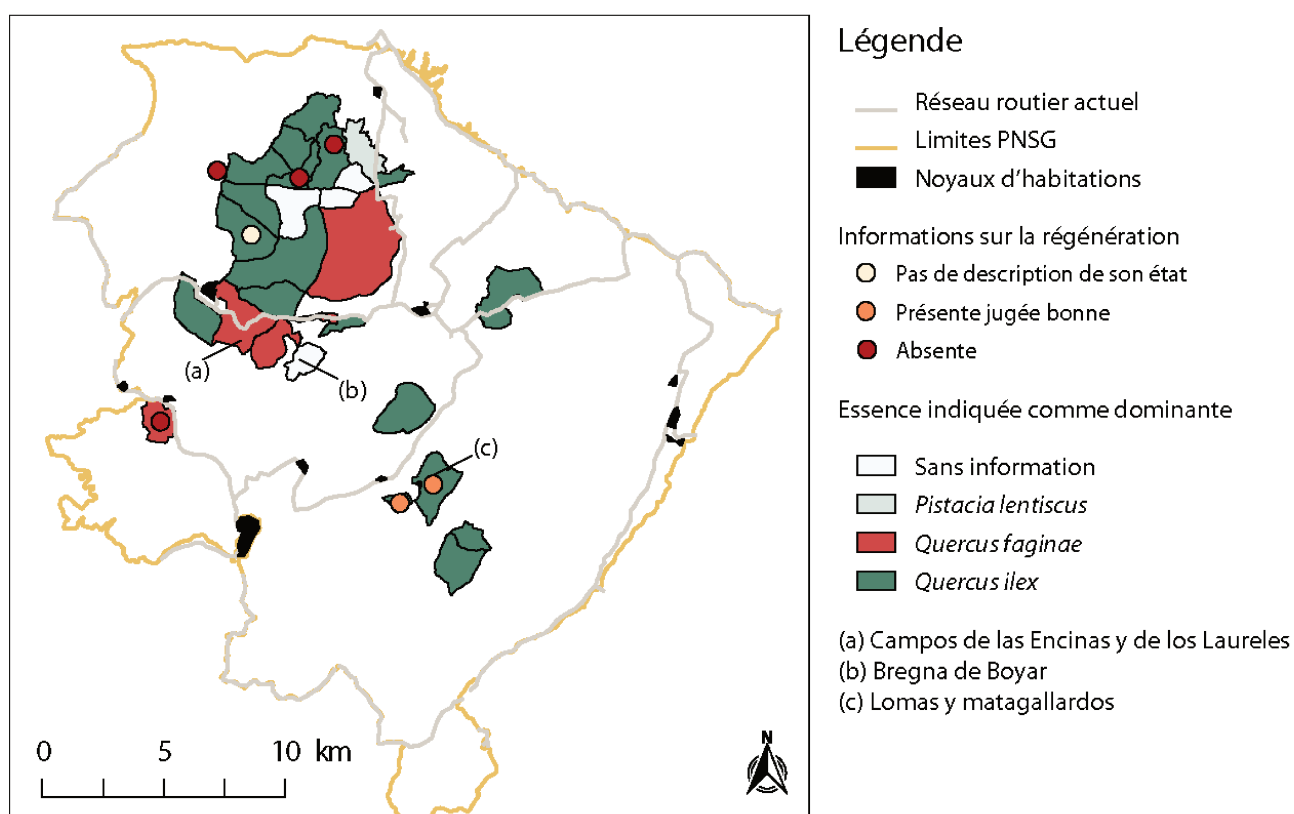 Légende
Réseau routier actuel
Limites PNSG
Noyaux d'habitations
Informations sur la régénération
Pas de description de son état
Présente jugée bonne
Absente
Essence indiquée comme dominante
Sans information
Pistacia lentiscus
Quercus faginae
Quercus ilex
(a) Campos de las Encinas y de los Laureles
(b) Bregna de Boyar
(c) Lomas y matagallardos
(a)
(b)
(c)
0 5 10 km
N